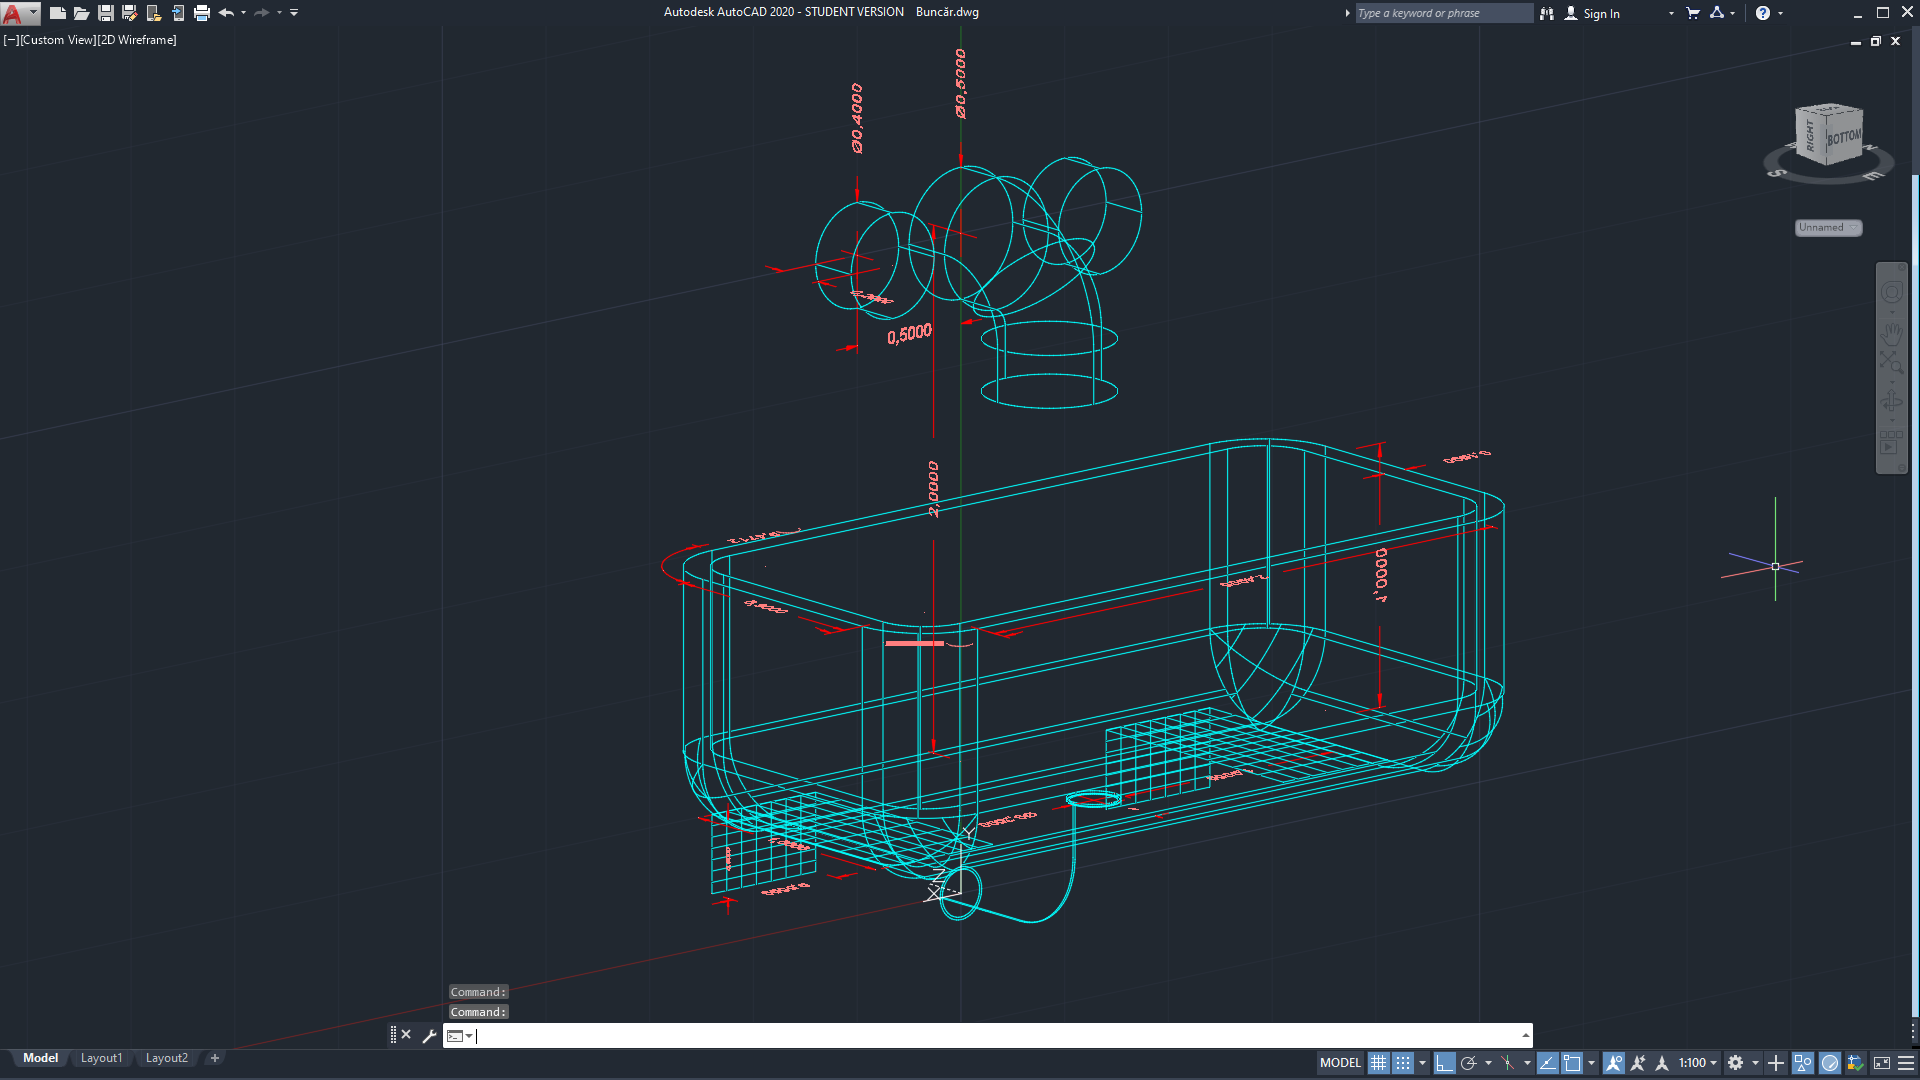 Autodesk AutoCAD 2020 - STUDENT VERSION Buncăr.dwg
Type a keyword or phrase
Sign In
[−][Custom View][2D Wireframe]
Ø0,5000
Ø0,4000
RIGHT
BOTTOM
S
E
N
Unnamed
0,5000
2,0000
1,0000
Y
Z
X
Command:
Command:
Model
Layout1
Layout2
MODEL
1:100